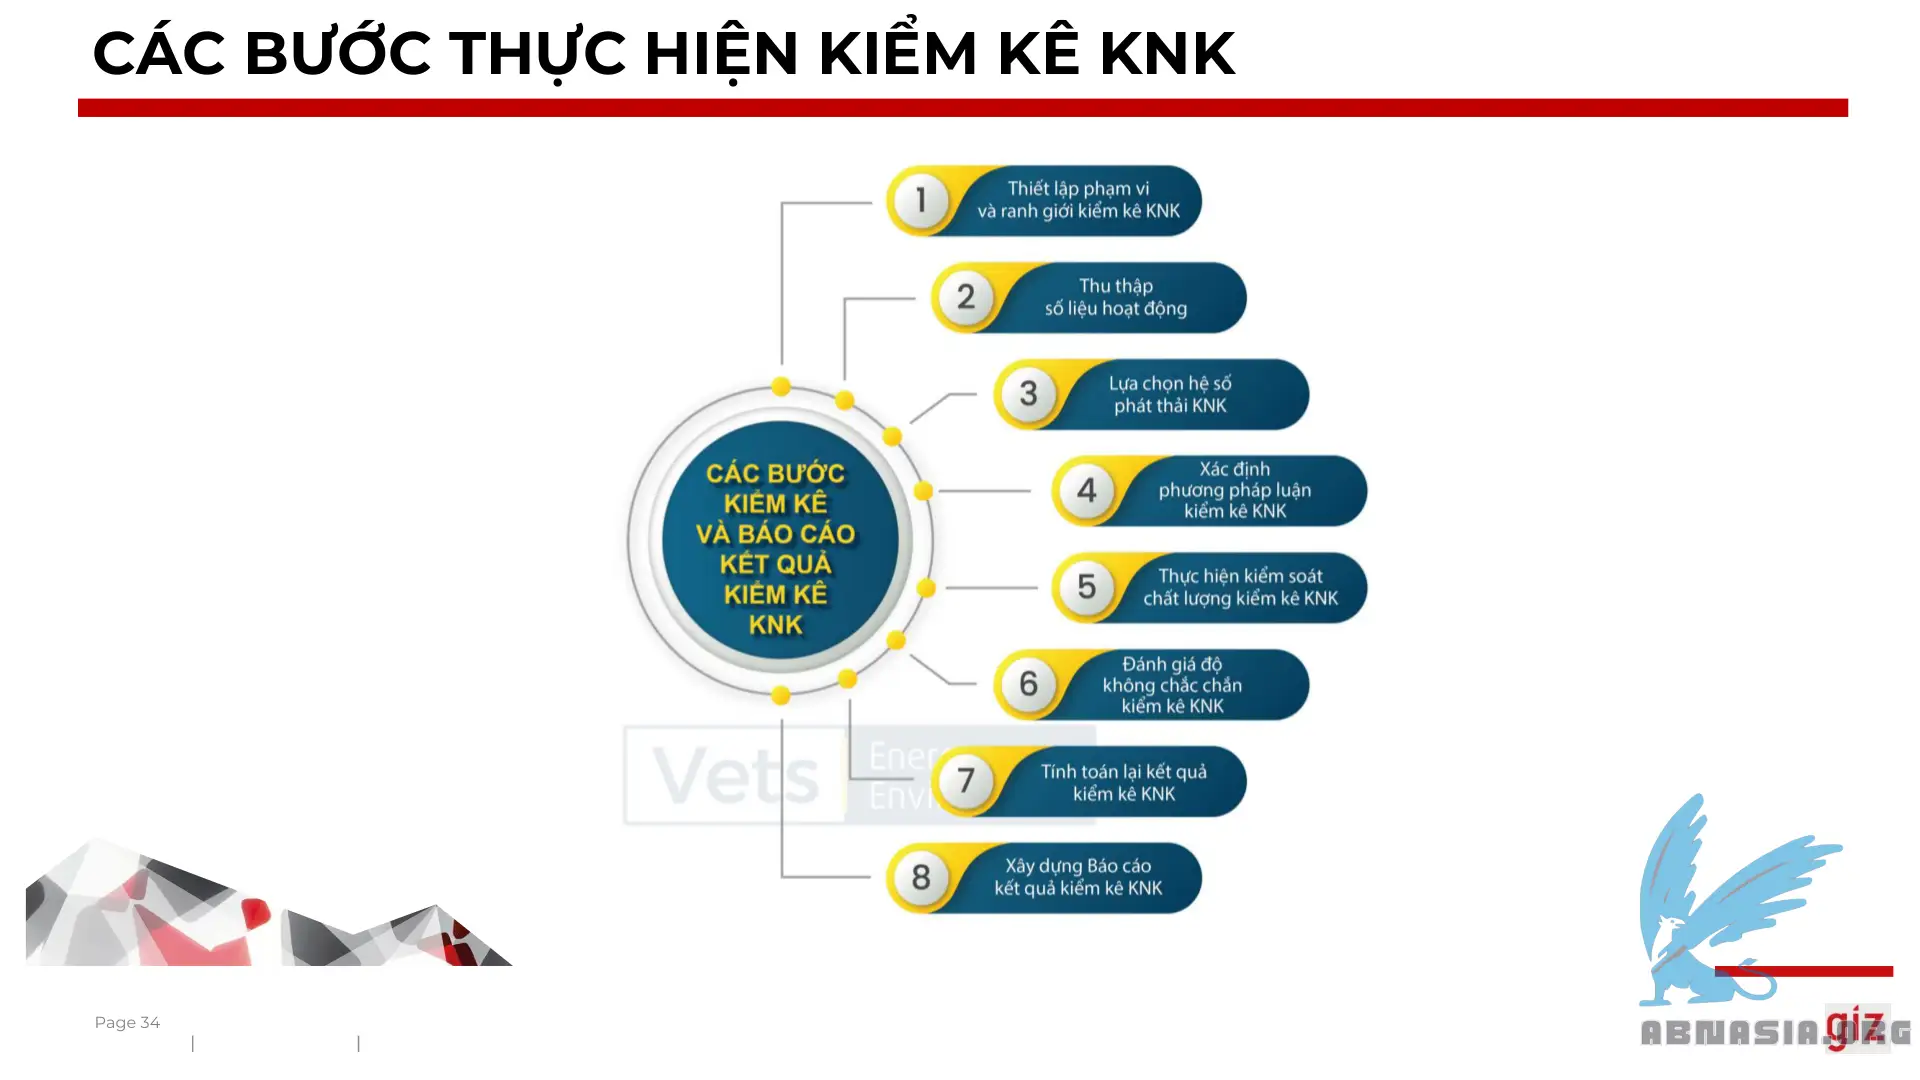 CÁC BƯỚC THỰC HIỆN KIỂM KÊ KNK
1
Thiết lập phạm vi
và ranh giới kiểm kê KNK
2
Thu thập
số liệu hoạt động
3
Lựa chọn hệ số
phát thải KNK
4
Xác định
phương pháp luận
kiểm kê KNK
5
Thực hiện kiểm soát
chất lượng kiểm kê KNK
6
Đánh giá độ
không chắc chắn
kiểm kê KNK
7
Tính toán lại kết quả
kiểm kê KNK
8
Xây dựng Báo cáo
kết quả kiểm kê KNK
CÁC BƯỚC
KIỂM KÊ
VÀ BÁO CÁO
KẾT QUẢ
KIỂM KÊ
KNK
Vets
Page 34
giz
ABNASIA.ORG